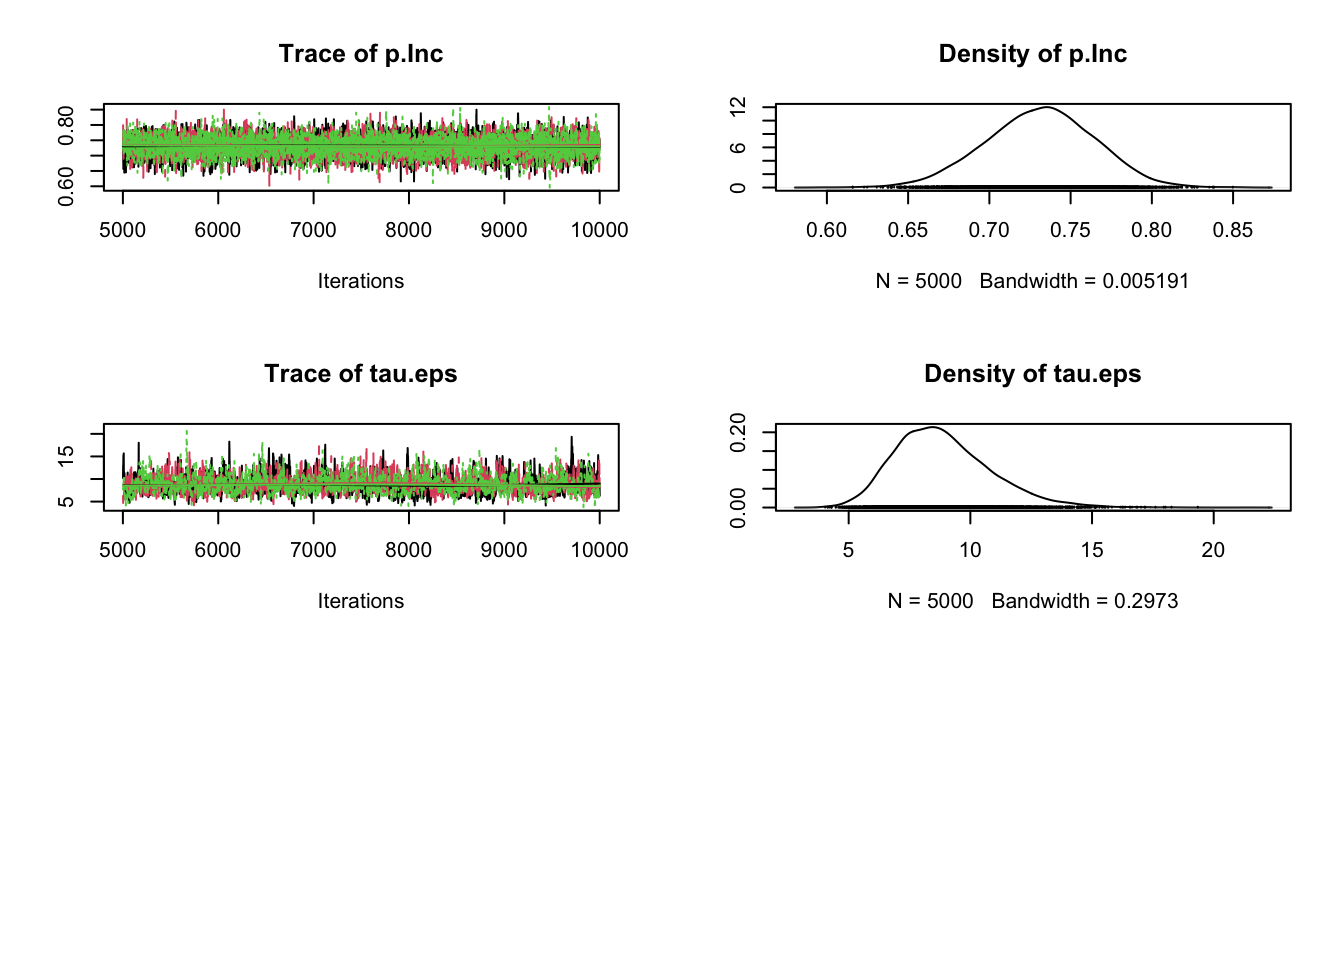 Trace of p.Inc
0.60 0.80
5000 6000 7000 8000 9000 10000
Iterations
Density of p.Inc
0 6 12
0.60 0.65 0.70 0.75 0.80 0.85
N = 5000 Bandwidth = 0.005191
Trace of tau.eps
5 15
5000 6000 7000 8000 9000 10000
Iterations
Density of tau.eps
0.00 0.20
5 10 15 20
N = 5000 Bandwidth = 0.2973